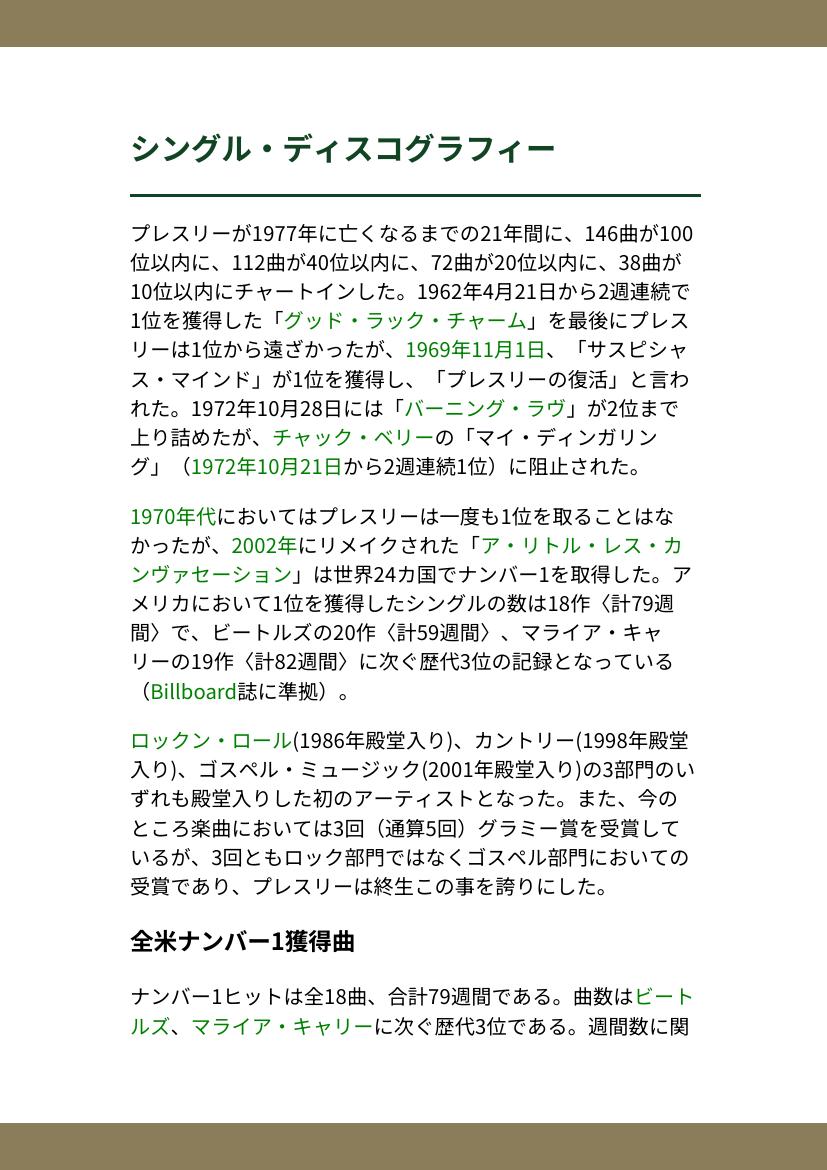 シングル・ディスコグラフィー
プレスリーが1977年に亡くなるまでの21年間に、146曲が100
位以内に、112曲が40位以内に、72曲が20位以内に、38曲が
10位以内にチャートインした。1962年4月21日から2週連続で
1位を獲得した「グッド・ラック・チャーム」を最後にプレス
リーは1位から遠ざかったが、1969年11月1日、「サスピシャ
ス・マインド」が1位を獲得し、「プレスリーの復活」と言わ
れた。1972年10月28日には「バーニング・ラヴ」が2位まで
上り詰めたが、チャック・ベリーの「マイ・ディンガリン
グ」（1972年10月21日から2週連続1位）に阻止された。
1970年代においてはプレスリーは一度も1位を取ることはな
かったが、2002年にリメイクされた「ア・リトル・レス・カ
ンヴァセーション」は世界24カ国でナンバー1を取得した。ア
メリカにおいて1位を獲得したシングルの数は18作〈計79週
間〉で、ビートルズの20作〈計59週間〉、マライア・キャ
リーの19作〈計82週間〉に次ぐ歴代3位の記録となっている
（Billboard誌に準拠）。
ロックン・ロール(1986年殿堂入り)、カントリー(1998年殿堂
入り)、ゴスペル・ミュージック(2001年殿堂入り)の3部門のい
ずれも殿堂入りした初のアーティストとなった。また、今の
ところ楽曲においては3回（通算5回）グラミー賞を受賞して
いるが、3回ともロック部門ではなくゴスペル部門においての
受賞であり、プレスリーは終生この事を誇りにした。
全米ナンバー1獲得曲
ナンバー1ヒットは全18曲、合計79週間である。曲数はビート
ルズ、マライア・キャリーに次ぐ歴代3位である。週間数に関